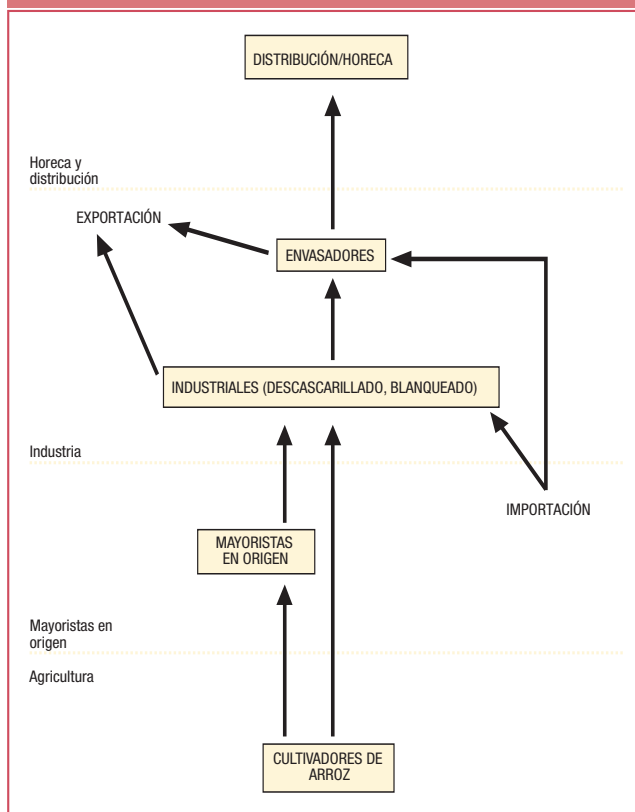 DISTRIBUCIÓN/HORECA
Horeca y
distribución
EXPORTACIÓN
ENVASADORES
INDUSTRIALES (DESCASCARILLADO, BLANQUEADO)
Industria
IMPORTACIÓN
MAYORISTAS
EN ORIGEN
Mayoristas en
origen
Agricultura
CULTIVADORES DE
ARROZ